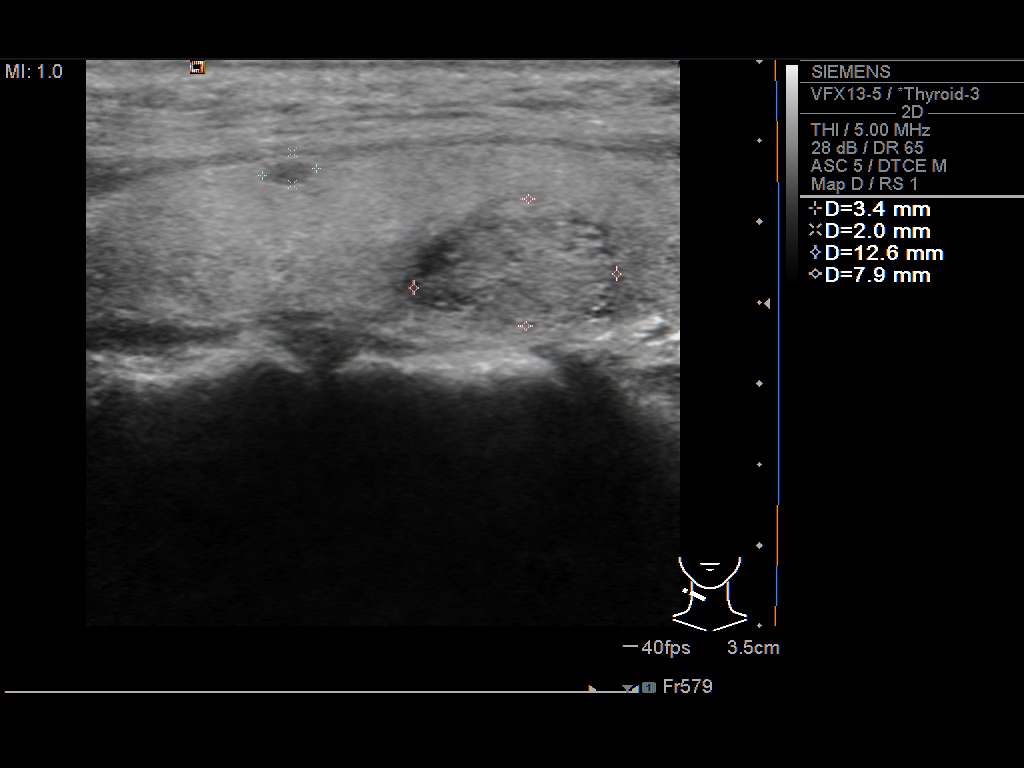 MI: 1.0
SIEMENS
VFX13-5 / *Thyroid-3
2D
THI / 5.00 MHz
28 dB / DR 65
ASC 5 / DTCE M
Map D / RS 1
D=3.4 mm
D=2.0 mm
D=12.6 mm
D=7.9 mm
40fps 3.5cm
Fr579